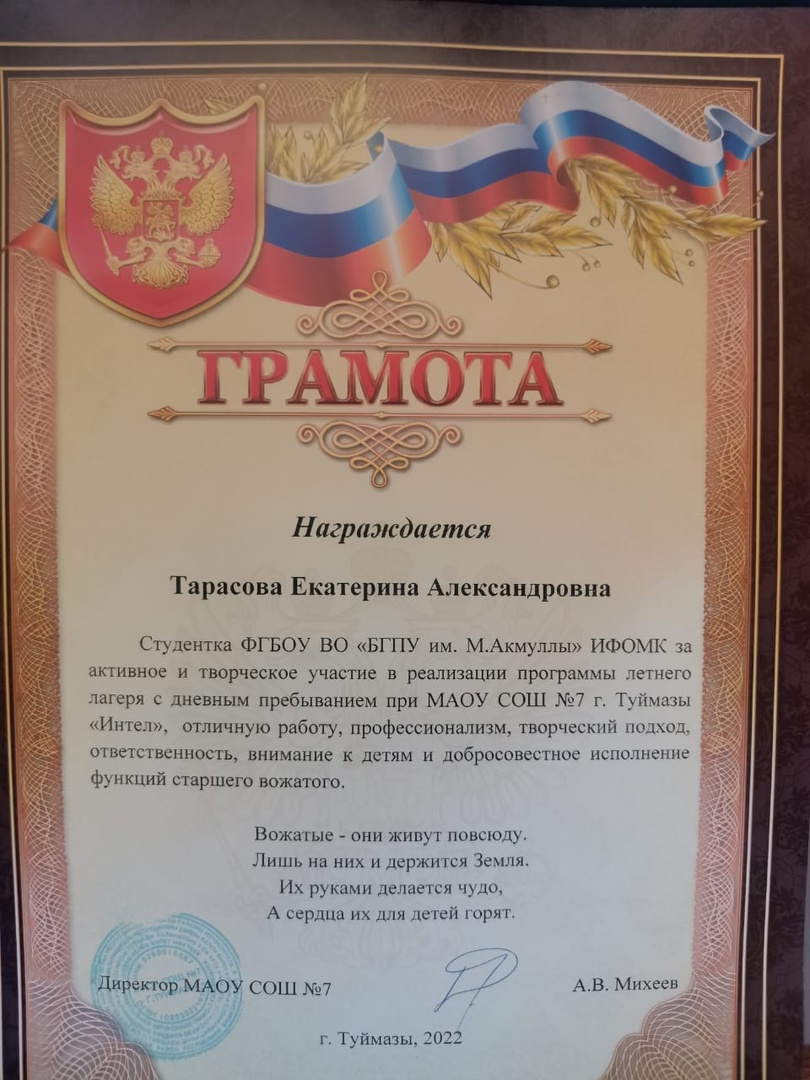 ГРАМОТА
Награждается
Тарасова Екатерина Александровна
Студентка ФГБОУ ВО «БГПУ им. М.Акмуллы» ИФОМК за
активное и творческое участие в реализации программы летнего
лагеря с дневным пребыванием при МАОУ СОШ №7 г. Туймазы
«Интел», отличную работу, профессионализм, творческий подход,
ответственность, внимание к детям и добросовестное исполнение
функций старшего вожатого.
Вожатые - они живут повсюду.
Лишь на них и держится Земля.
Их руками делается чудо,
А сердца их для детей горят.
Директор МАОУ СОШ №7 А.В. Михеев
г. Туймазы, 2022